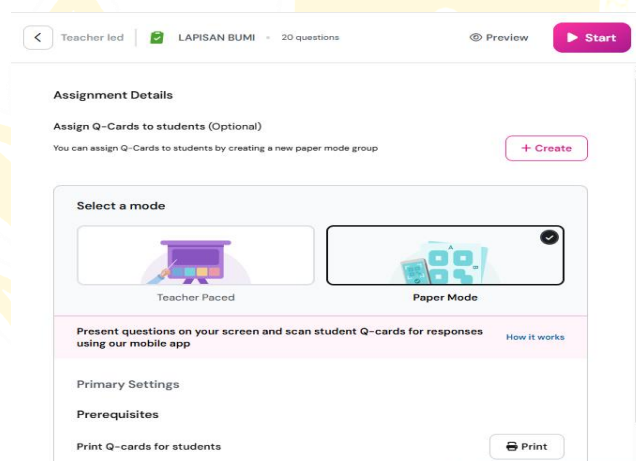 Teacher led LAPISAN BUMI • 20 questions Preview Start
Assignment Details
Assign Q-Cards to students (Optional)
You can assign Q-Cards to students by creating a new paper mode group + Create
Select a mode
Teacher Paced Paper Mode
Present questions on your screen and scan student Q-cards for responses
using our mobile app
How it works
Primary Settings
Prerequisites
Print Q-cards for students Print